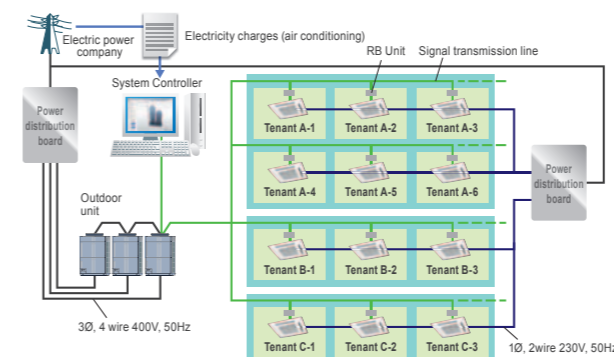 Electric power
company
Electricity charges (air conditioning)
RB Unit
Signal transmission line
System Controller
Power
distribution
board
Tenant A-1
Tenant A-2
Tenant A-3
Tenant A-4
Tenant A-5
Tenant A-6
Power
distribution
board
Outdoor
unit
Tenant B-1
Tenant B-2
Tenant B-3
3Ø, 4 wire 400V, 50Hz
Tenant C-1
Tenant C-2
Tenant C-3
1Ø, 2wire 230V, 50Hz